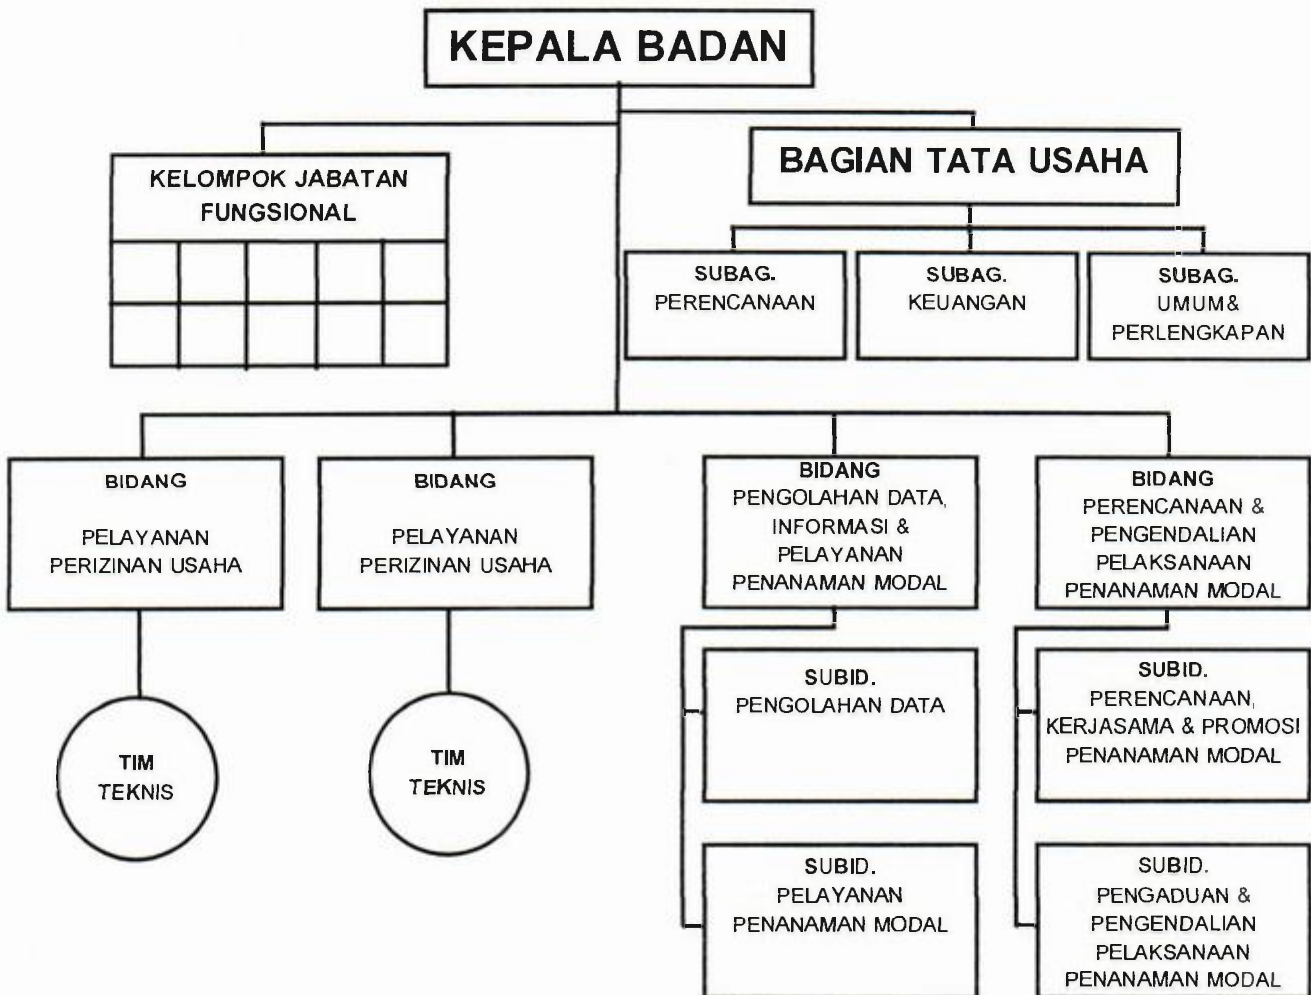 KEPALA BADAN
KELOMPOK JABATAN
FUNGSIONAL
BAGIAN TATA USAHA
SUBAG.
PERENCANAAN
SUBAG.
KEUANGAN
SUBAG.
UMUM &
PERLENGKAPAN
BIDANG
PELAYANAN
PERIZINAN USAHA
BIDANG
PELAYANAN
PERIZINAN USAHA
BIDANG
PENGOLAHAN DATA,
INFORMASI &
PELAYANAN
PENANAMAN MODAL
BIDANG
PERENCANAAN &
PENGENDALIAN
PELAKSANAAN
PENANAMAN MODAL
TIM
TEKNIS
TIM
TEKNIS
SUBID.
PENGOLAHAN DATA
SUBID.
PERENCANAAN,
KERJASAMA & PROMOSI
PENANAMAN MODAL
SUBID.
PELAYANAN
PENANAMAN MODAL
SUBID.
PENGADUAN &
PENGENDALIAN
PELAKSANAAN
PENANAMAN MODAL